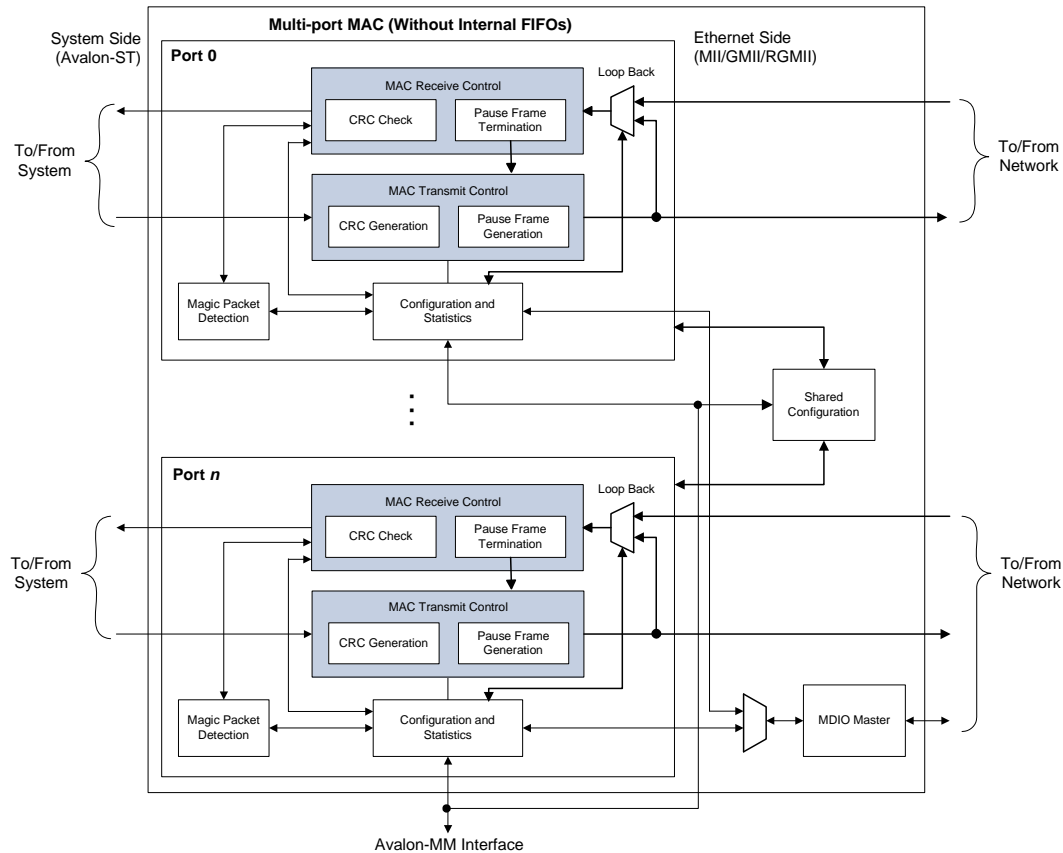 Multi-port MAC (Without Internal FIFOs)
System Side
(Avalon-ST)
Ethernet Side
(MII/GMII/RGMII)
Port 0
MAC Receive Control
Loop Back
CRC Check
Pause Frame
Termination
To/From
System
To/From
Network
MAC Transmit Control
CRC Generation
Pause Frame
Generation
Magic Packet
Detection
Configuration and
Statistics
Shared
Configuration
Port n
MAC Receive Control
Loop Back
CRC Check
Pause Frame
Termination
To/From
System
To/From
Network
MAC Transmit Control
CRC Generation
Pause Frame
Generation
Magic Packet
Detection
Configuration and
Statistics
MDIO Master
Avalon-MM Interface